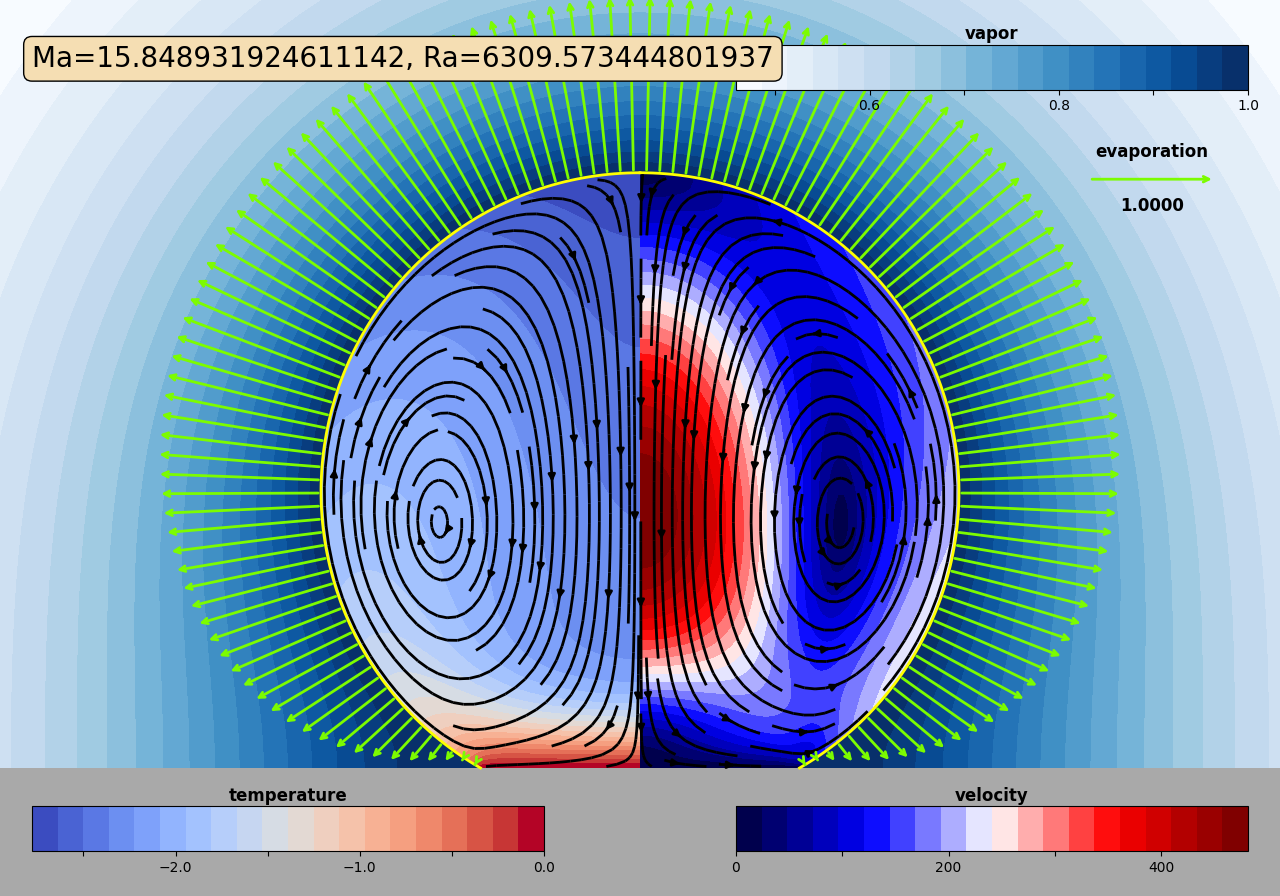 Ma=15.848931924611142, Ra=6309.573444801937
vapor
0.6 0.8 1.0
evaporation
1.0000
temperature
−2.0 −1.0 0.0
velocity
0 200 400